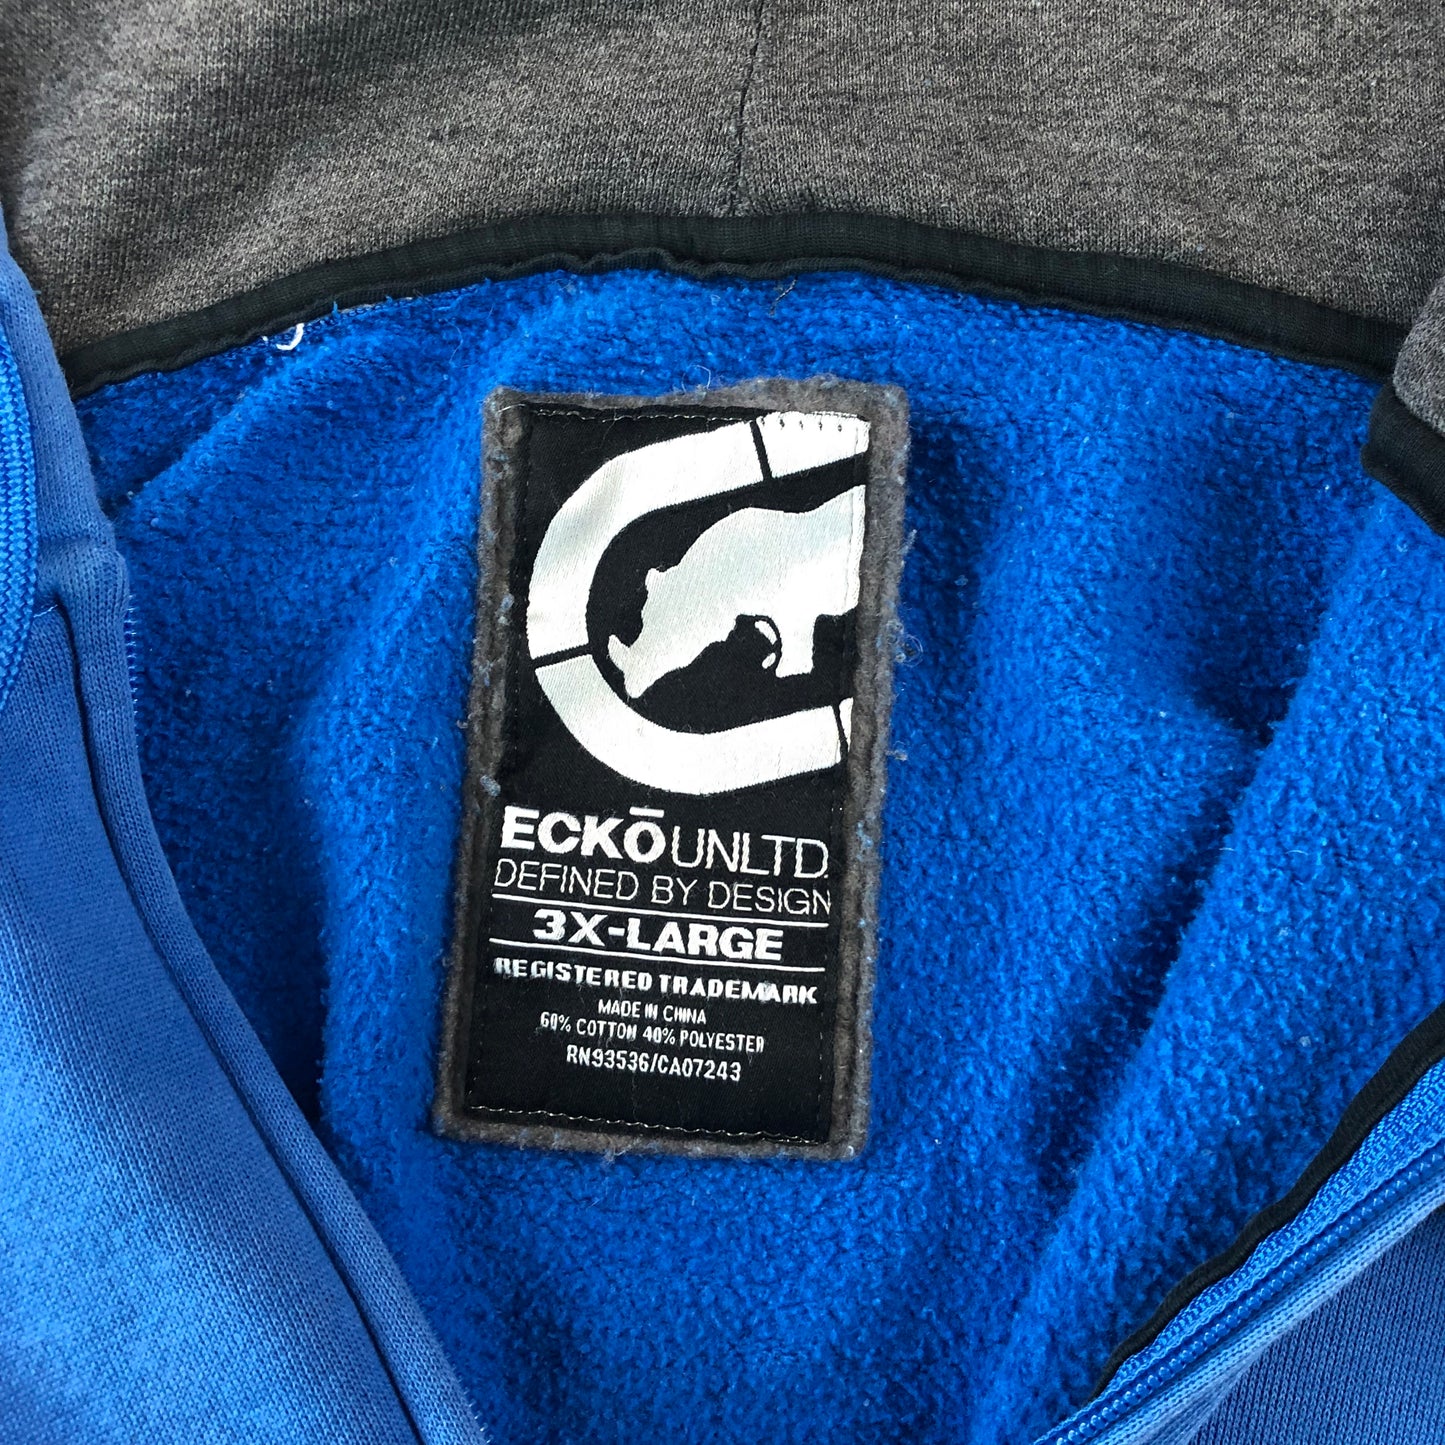 ECKŌ UNLTD.
DEFINED BY DESIGN
3X-LARGE
REGISTERED TRADEMARK
MADE IN CHINA
60% COTTON 40% POLYESTER
RN93536/CA07243